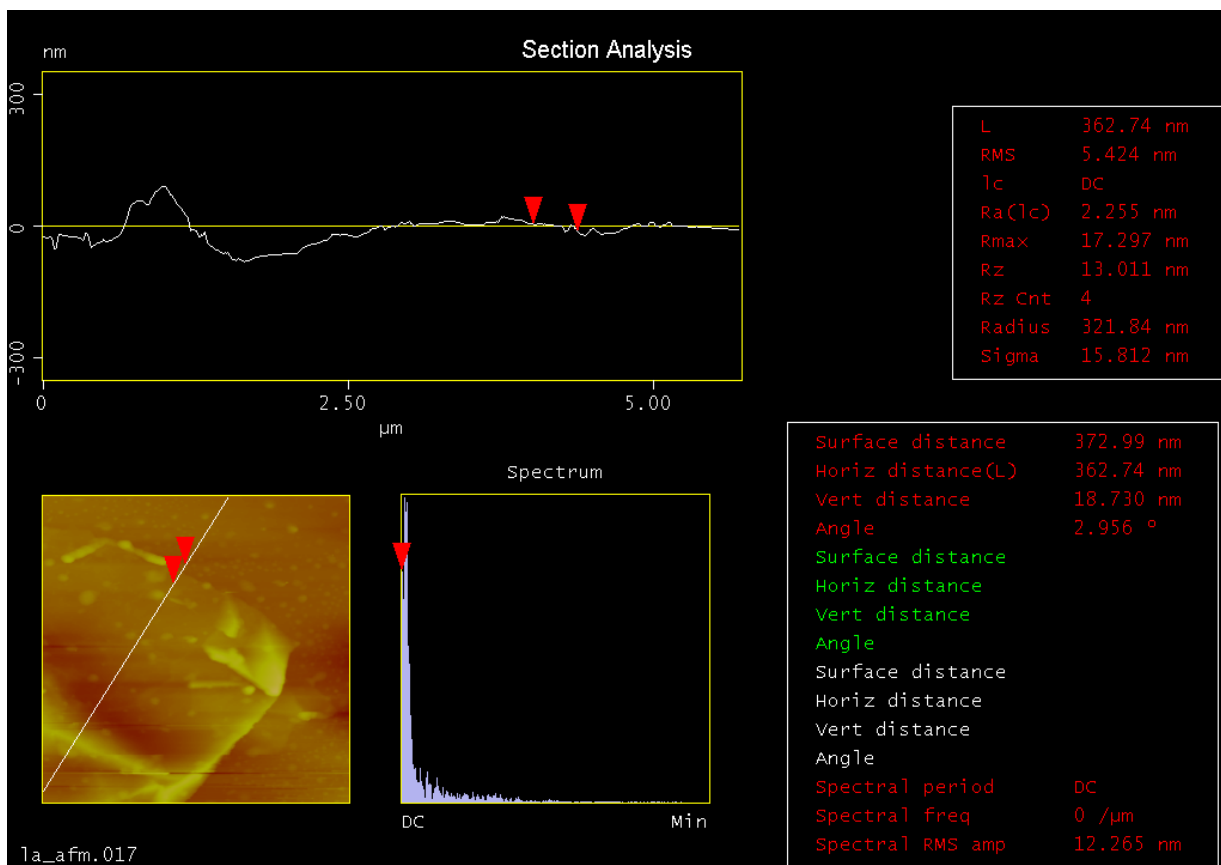 Section Analysis
nm
300
0
-300
0 2.50 5.00
µm
L 362.74 nm
RMS 5.424 nm
lc DC
Ra(lc) 2.255 nm
Rmax 17.297 nm
Rz 13.011 nm
Rz Cnt 4
Radius 321.84 nm
Sigma 15.812 nm
Spectrum
DC Min
Surface distance 372.99 nm
Horiz distance(L) 362.74 nm
Vert distance 18.730 nm
Angle 2.956 °
Surface distance
Horiz distance
Vert distance
Angle
Surface distance
Horiz distance
Vert distance
Angle
Spectral period DC
Spectral freq 0 /µm
Spectral RMS amp 12.265 nm
la_afm.017